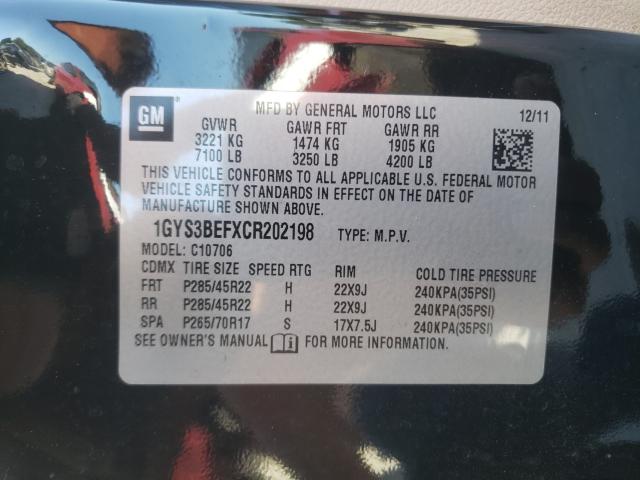 GM
MFD BY GENERAL MOTORS LLC 12/11
GVWR GAWR FRT GAWR RR
3221 KG 1474 KG 1905 KG
7100 LB 3250 LB 4200 LB
THIS VEHICLE CONFORMS TO ALL APPLICABLE U.S. FEDERAL MOTOR
VEHICLE SAFETY STANDARDS IN EFFECT ON THE DATE OF
MANUFACTURE SHOWN ABOVE.
1GYS3BEFXCR202198 TYPE: M.P.V.
MODEL: C10706
CDMX TIRE SIZE SPEED RTG RIM COLD TIRE PRESSURE
FRT P285/45R22 H 22X9J 240KPA(35PSI)
RR P285/45R22 H 22X9J 240KPA(35PSI)
SPA P265/70R17 S 17X7.5J 240KPA(35PSI)
SEE OWNER'S MANUAL FOR MORE INFORMATION.